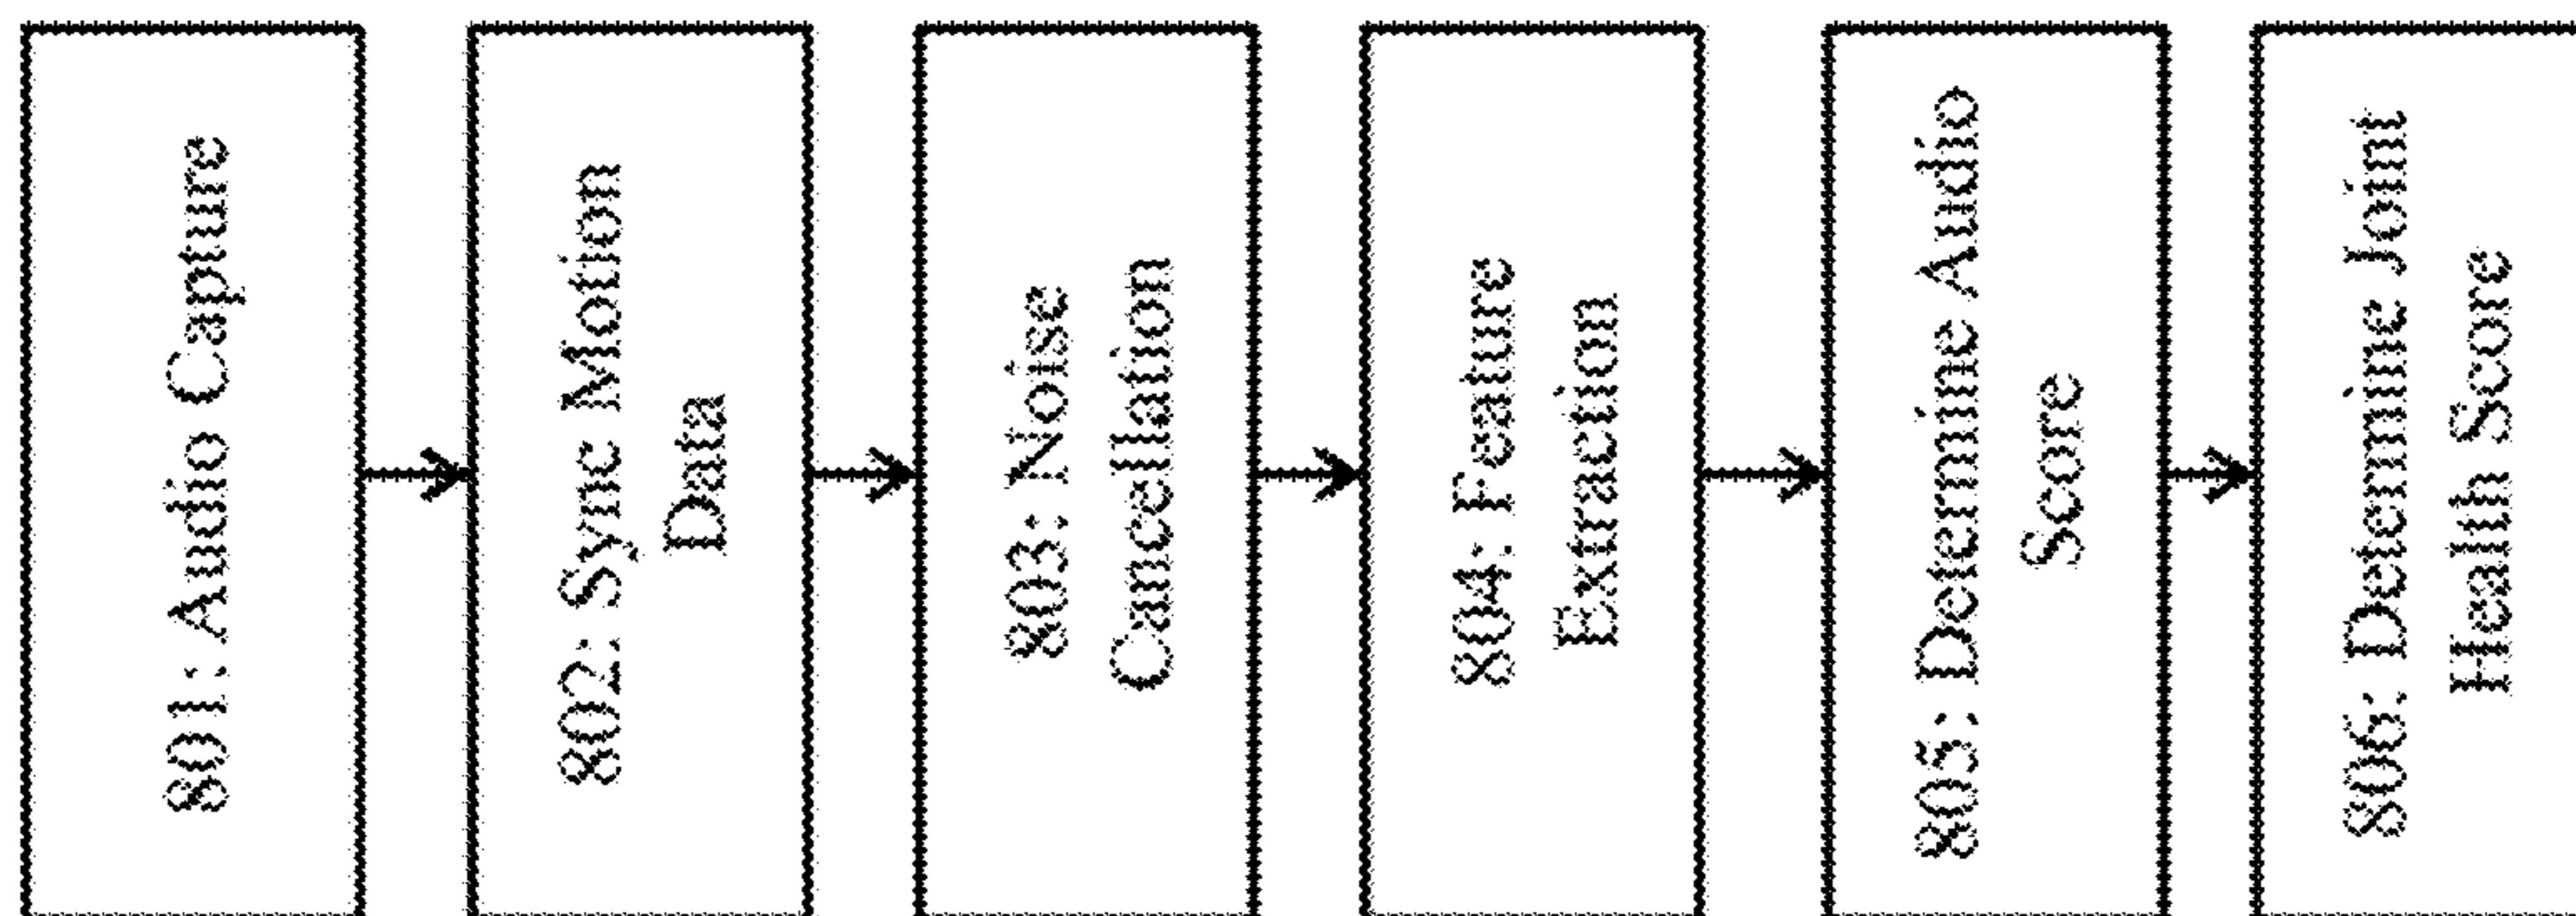 801: Audio Capture
802: Sync Motion
Data
803: Noise
Cancellation
804: Feature
Extraction
805: Determine Audio
Score
806: Determine Joint
Health Score